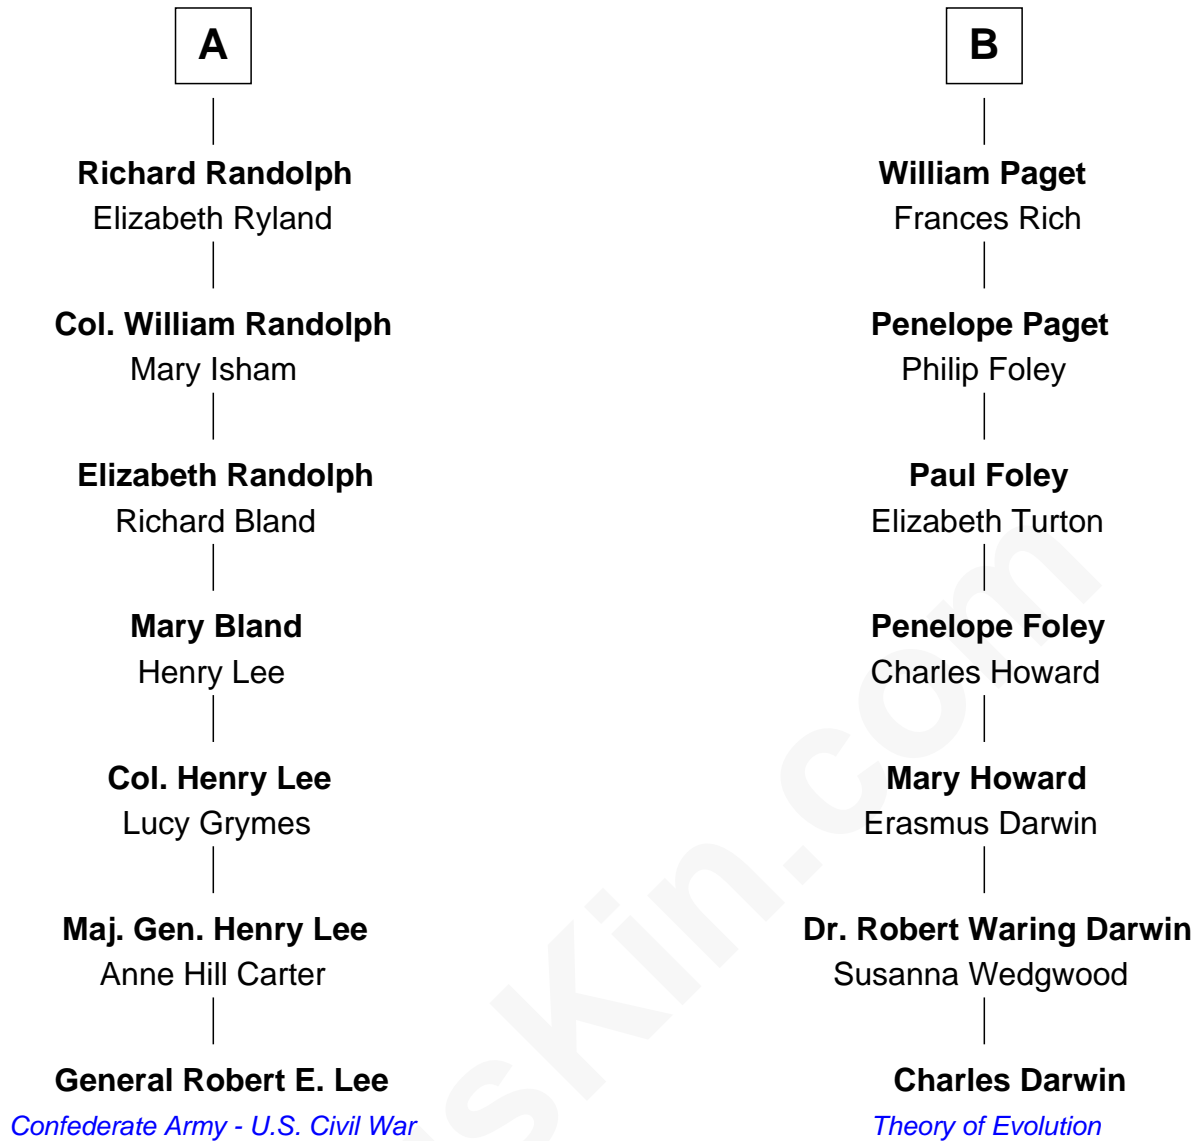 A
Richard Randolph
Elizabeth Ryland
Col. William Randolph
Mary Isham
Elizabeth Randolph
Richard Bland
Mary Bland
Henry Lee
Col. Henry Lee
Lucy Grymes
Maj. Gen. Henry Lee
Anne Hill Carter
General Robert E. Lee
Confederate Army - U.S. Civil War
B
William Paget
Frances Rich
Penelope Paget
Philip Foley
Paul Foley
Elizabeth Turton
Penelope Foley
Charles Howard
Mary Howard
Erasmus Darwin
Dr. Robert Waring Darwin
Susanna Wedgwood
Charles Darwin
Theory of Evolution
sKin.com